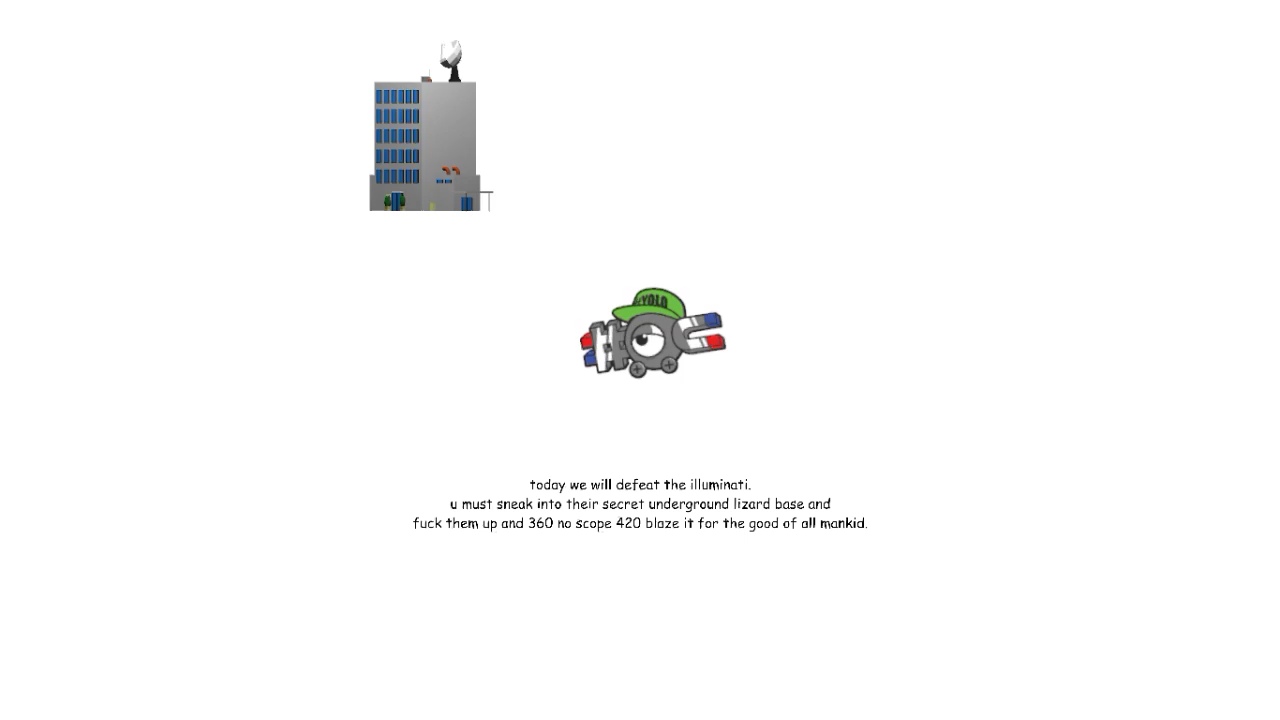 YOLO
today we will defeat the illuminati.
u must sneak into their secret underground lizard base and
fuck them up and 360 no scope 420 blaze it for the good of all mankid.